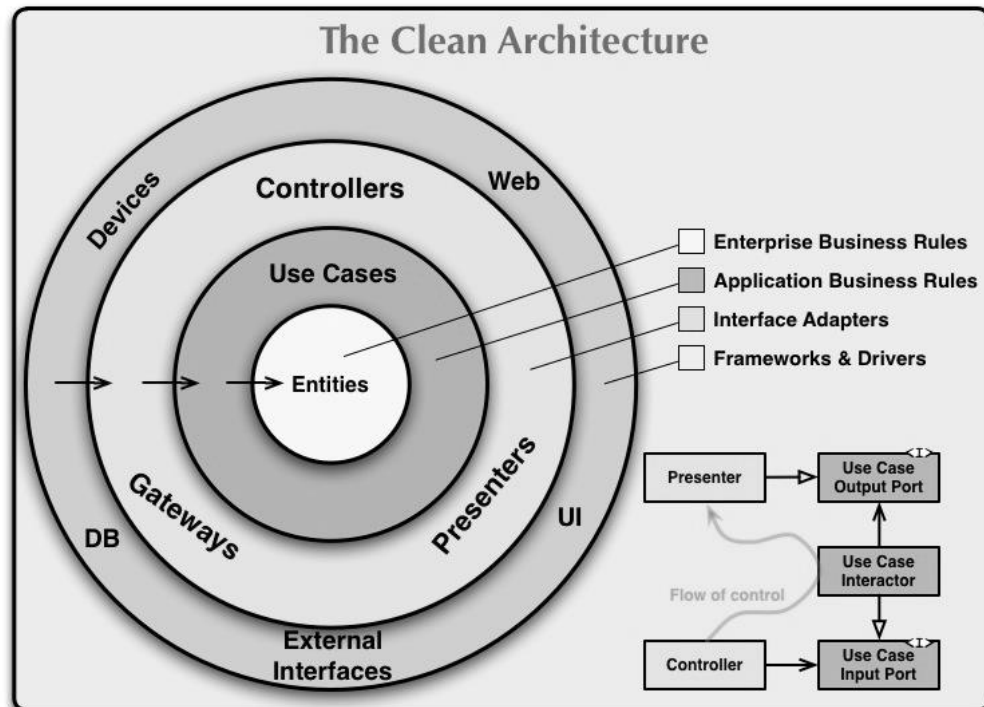 The Clean Architecture
Devices
Web
Controllers
Use Cases
Entities
Gateways
Presenters
DB
UI
External
Interfaces
Enterprise Business Rules
Application Business Rules
Interface Adapters
Frameworks & Drivers
Presenter
<I>
Use Case
Output Port
Use Case
Interactor
Flow of control
Controller
<I>
Use Case
Input Port